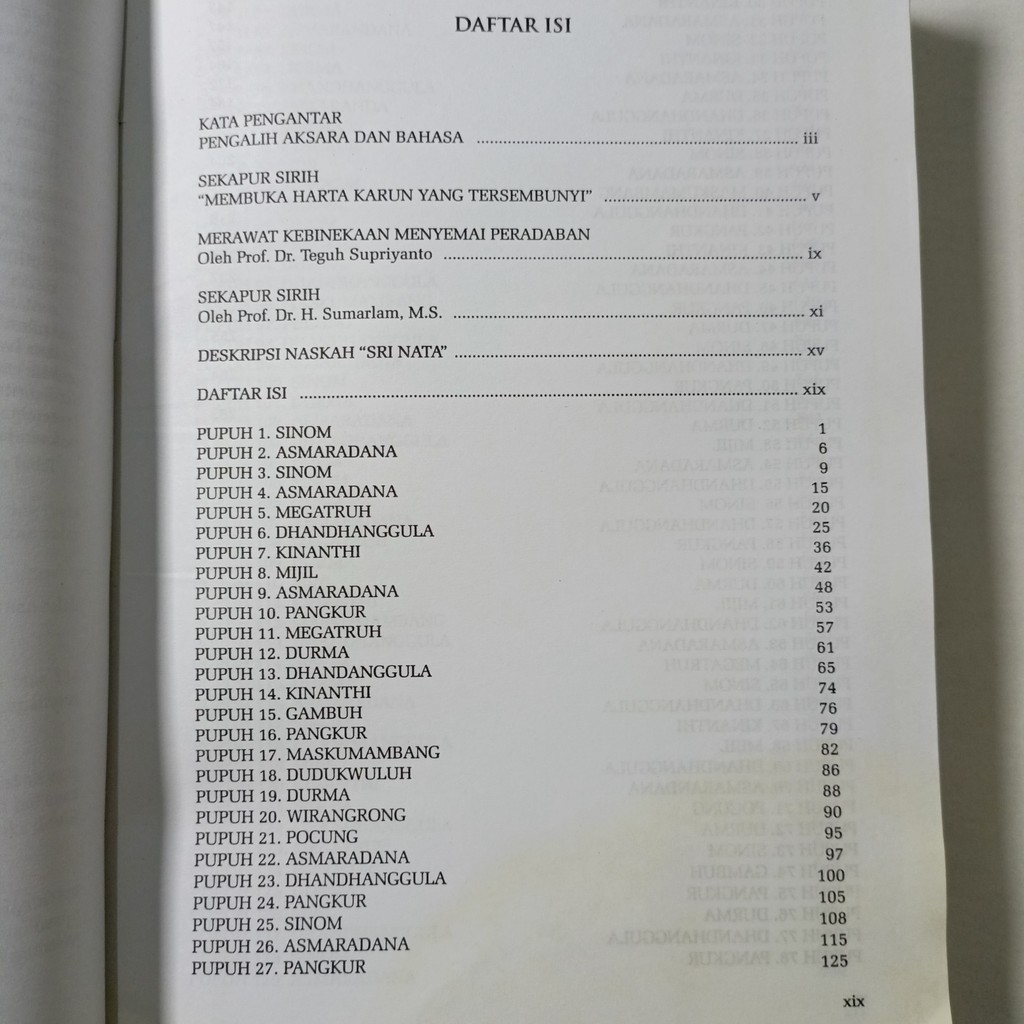 DAFTAR ISI
KATA PENGANTAR
PENGALIH AKSARA DAN BAHASA ........ iii
SEKAPUR SIRIH
“MEMBUKA HARTA KARUN YANG TERSEMBUNYI” ........ v
MERAWAT KEBINEKAAN MENYEMAI PERADABAN
Oleh Prof. Dr. Teguh Supriyanto ........ ix
SEKAPUR SIRIH
Oleh Prof. Dr. H. Sumarlam, M.S. ........ xi
DESKRIPSI NASKAH “SRI NATA” ........ xv
DAFTAR ISI ........ xix
PUPUH 1. SINOM 1
PUPUH 2. ASMARADANA 6
PUPUH 3. SINOM 9
PUPUH 4. ASMARADANA 15
PUPUH 5. MEGATRUH 20
PUPUH 6. DHANDHANGGULA 25
PUPUH 7. KINANTHI 36
PUPUH 8. MIJIL 42
PUPUH 9. ASMARADANA 48
PUPUH 10. PANGKUR 53
PUPUH 11. MEGATRUH 57
PUPUH 12. DURMA 61
PUPUH 13. DHANDANGGULA 65
PUPUH 14. KINANTHI 74
PUPUH 15. GAMBUH 76
PUPUH 16. PANGKUR 79
PUPUH 17. MASKUMAMBANG 82
PUPUH 18. DUDUKWULUH 86
PUPUH 19. DURMA 88
PUPUH 20. WIRANGRONG 90
PUPUH 21. POCUNG 95
PUPUH 22. ASMARADANA 97
PUPUH 23. DHANDHANGGULA 100
PUPUH 24. PANGKUR 105
PUPUH 25. SINOM 108
PUPUH 26. ASMARADANA 115
PUPUH 27. PANGKUR 125
xix